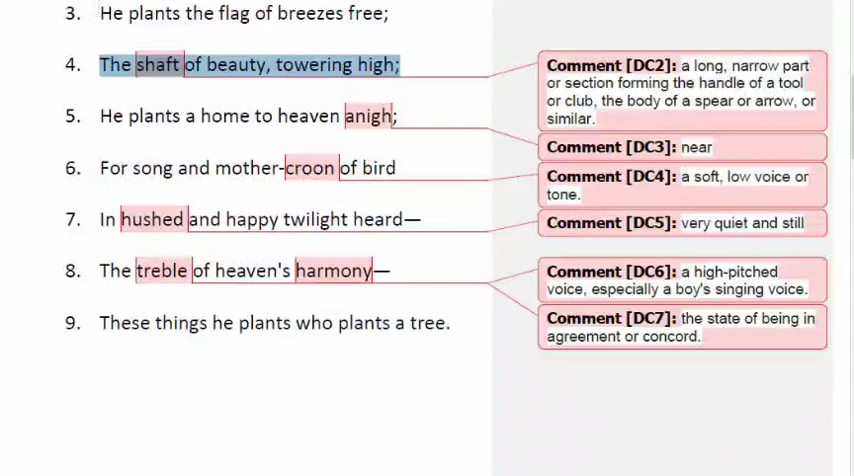 3. He plants the flag of breezes free;
4. The shaft of beauty, towering high;
5. He plants a home to heaven anigh;
6. For song and mother-croon of bird
7. In hushed and happy twilight heard—
8. The treble of heaven's harmony—
9. These things he plants who plants a tree.
Comment [DC2]: a long, narrow part
or section forming the handle of a tool
or club, the body of a spear or arrow, or
similar.
Comment [DC3]: near
Comment [DC4]: a soft, low voice or
tone.
Comment [DC5]: very quiet and still
Comment [DC6]: a high-pitched
voice, especially a boy's singing voice.
Comment [DC7]: the state of being in
agreement or concord.